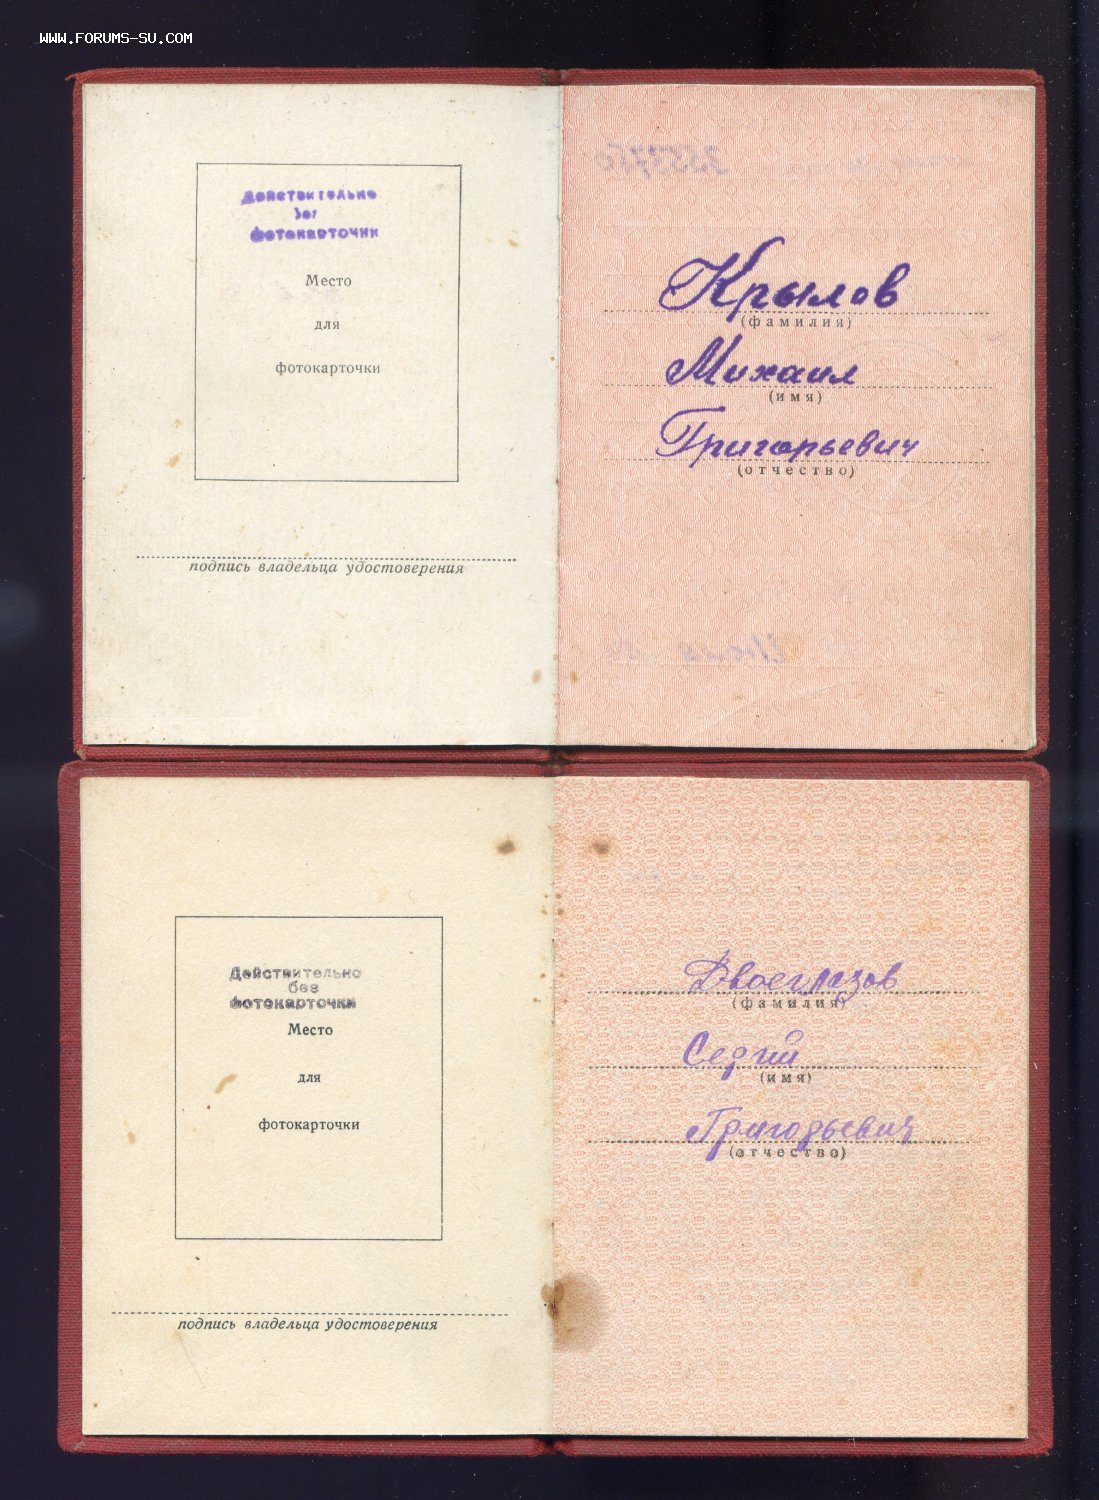 WWW.FORUMS-SU.COM
Действительно
без
фотокарточки
Место
для
фотокарточки
подпись владельца удостоверения
Крылов
(фамилия)
Михаил
(имя)
Григорьевич
(отчество)
Действительно
без
фотокарточки
Место
для
фотокарточки
подпись владельца удостоверения
Двоеглазов
(фамилия)
Сергий
(имя)
Григорьевич
(отчество)